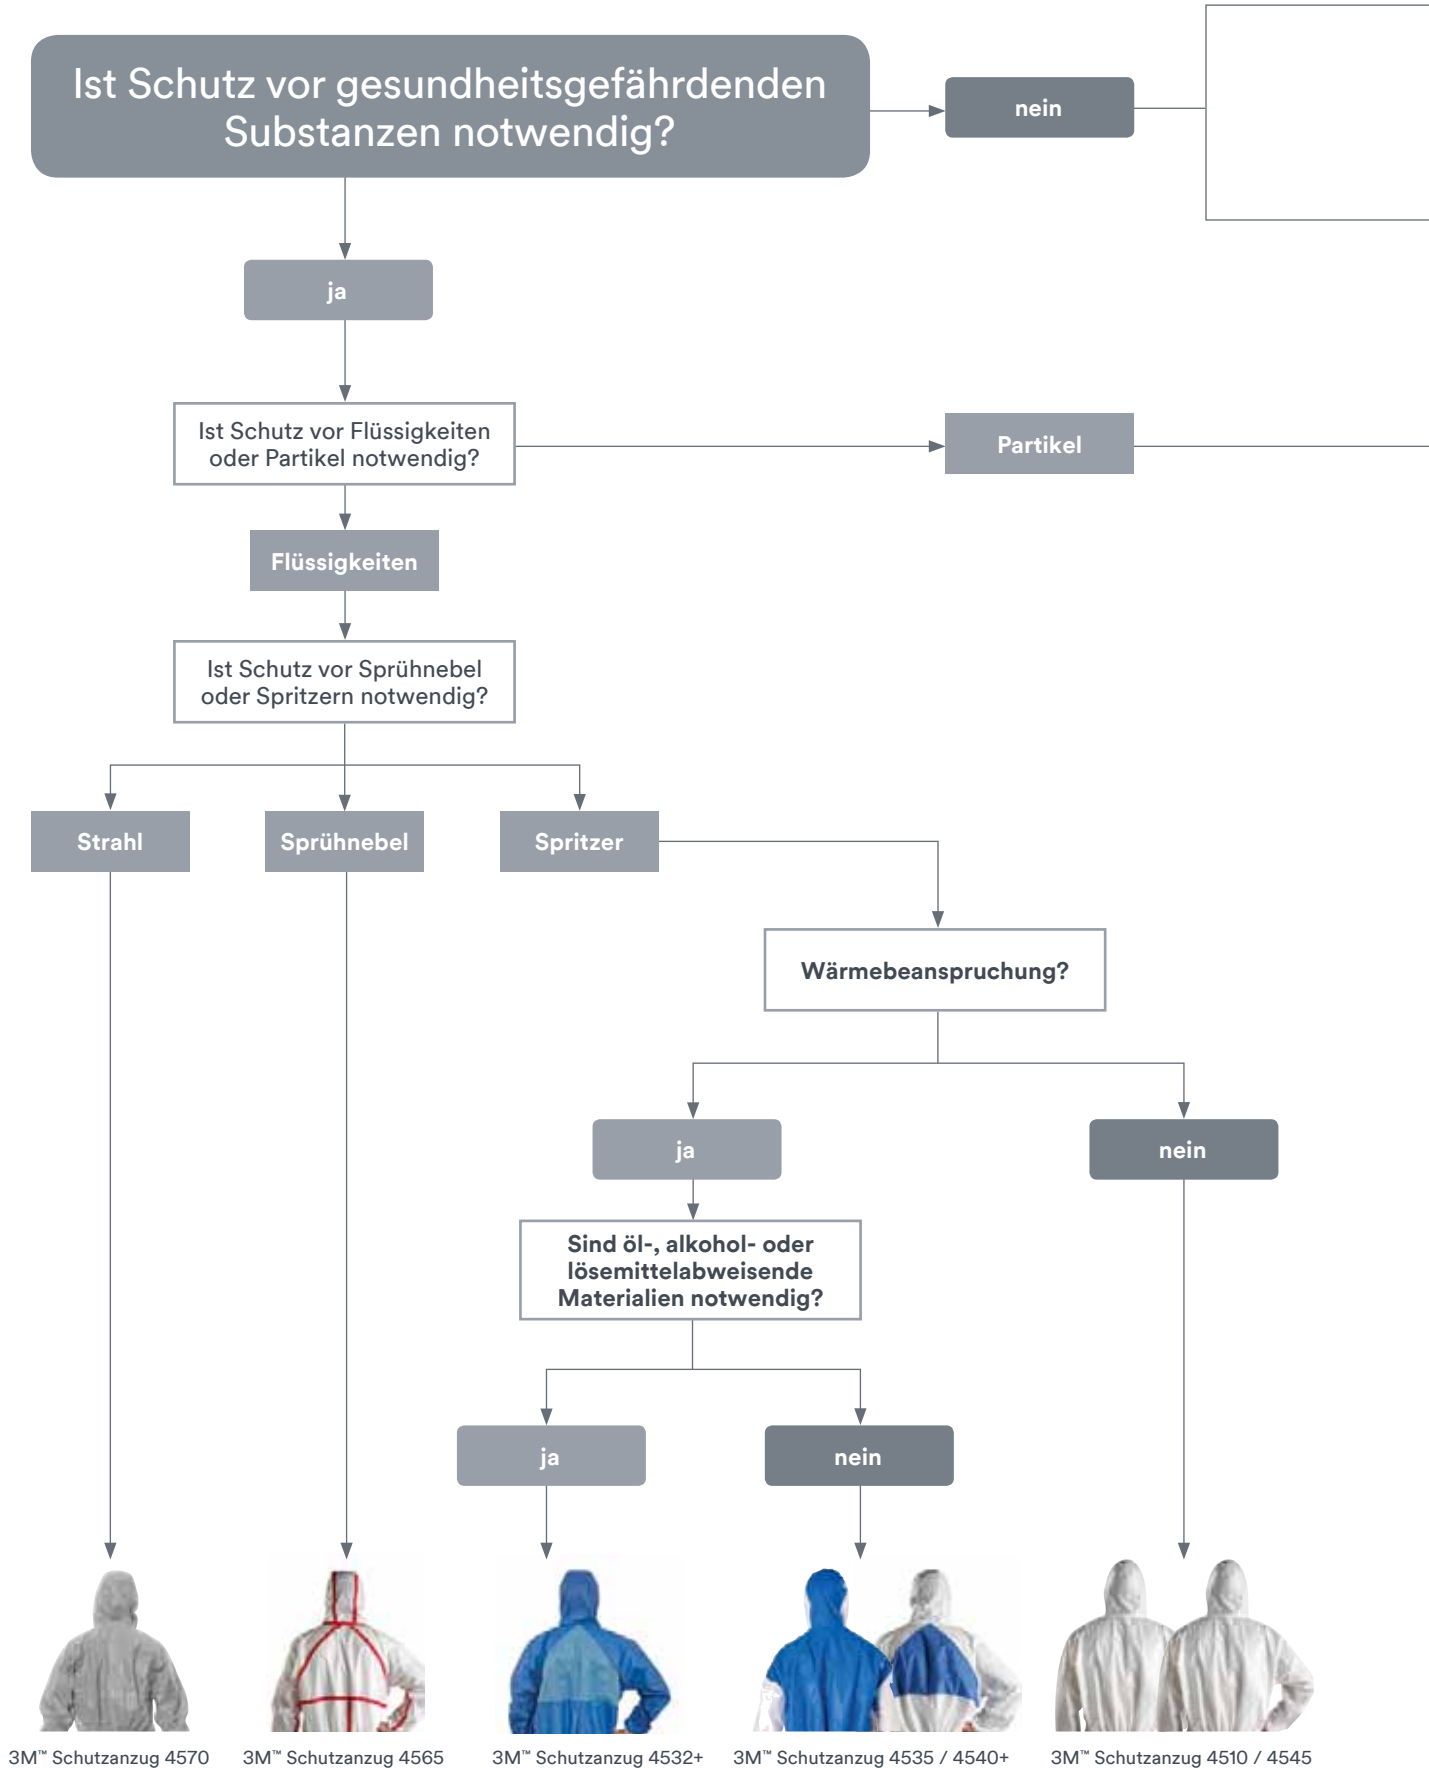 Ist Schutz vor gesundheitsgefährdenden
Substanzen notwendig?
nein
ja
Ist Schutz vor Flüssigkeiten
oder Partikel notwendig?
Partikel
Flüssigkeiten
Ist Schutz vor Sprühnebel
oder Spritzern notwendig?
Strahl
Sprühnebel
Spritzer
Wärmebeanspruchung?
ja
nein
Sind öl-, alkohol- oder
lösemittelabweisende
Materialien notwendig?
ja
nein
3M™ Schutzanzug 4570
3M™ Schutzanzug 4565
3M™ Schutzanzug 4532+
3M™ Schutzanzug 4535 / 4540+
3M™ Schutzanzug 4510 / 4545